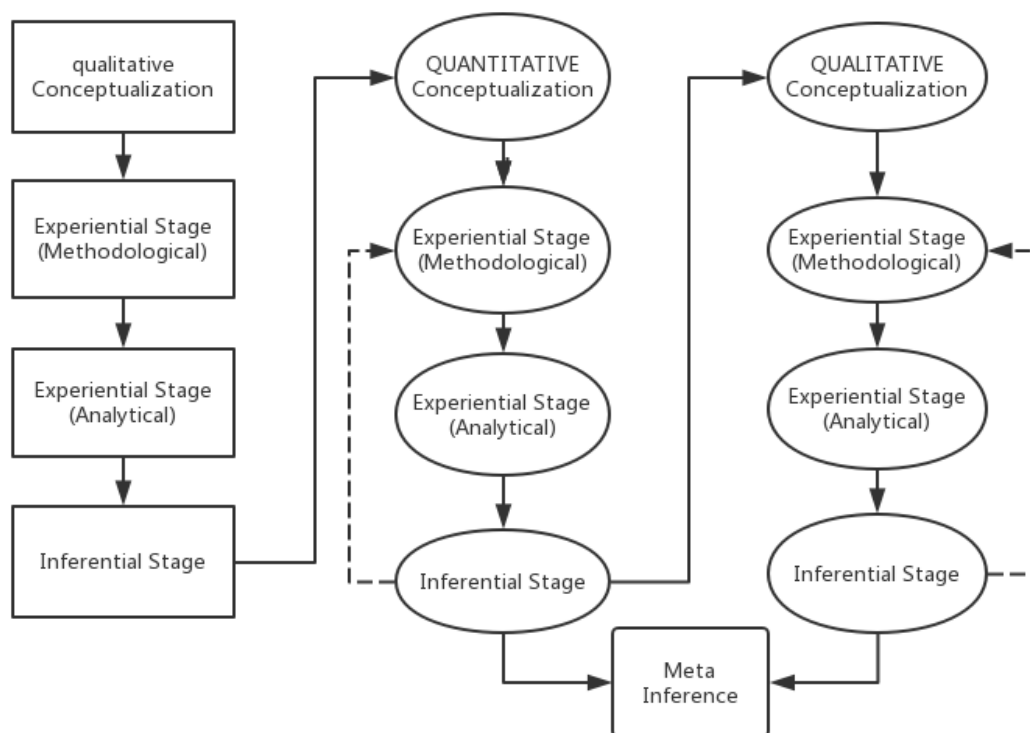 qualitative
Conceptualization
Experiential Stage
(Methodological)
Experiential Stage
(Analytical)
Inferential Stage
QUANTITATIVE
Conceptualization
Experiential Stage
(Methodological)
Experiential Stage
(Analytical)
Inferential Stage
QUALITATIVE
Conceptualization
Experiential Stage
(Methodological)
Experiential Stage
(Analytical)
Inferential Stage
Meta
Inference